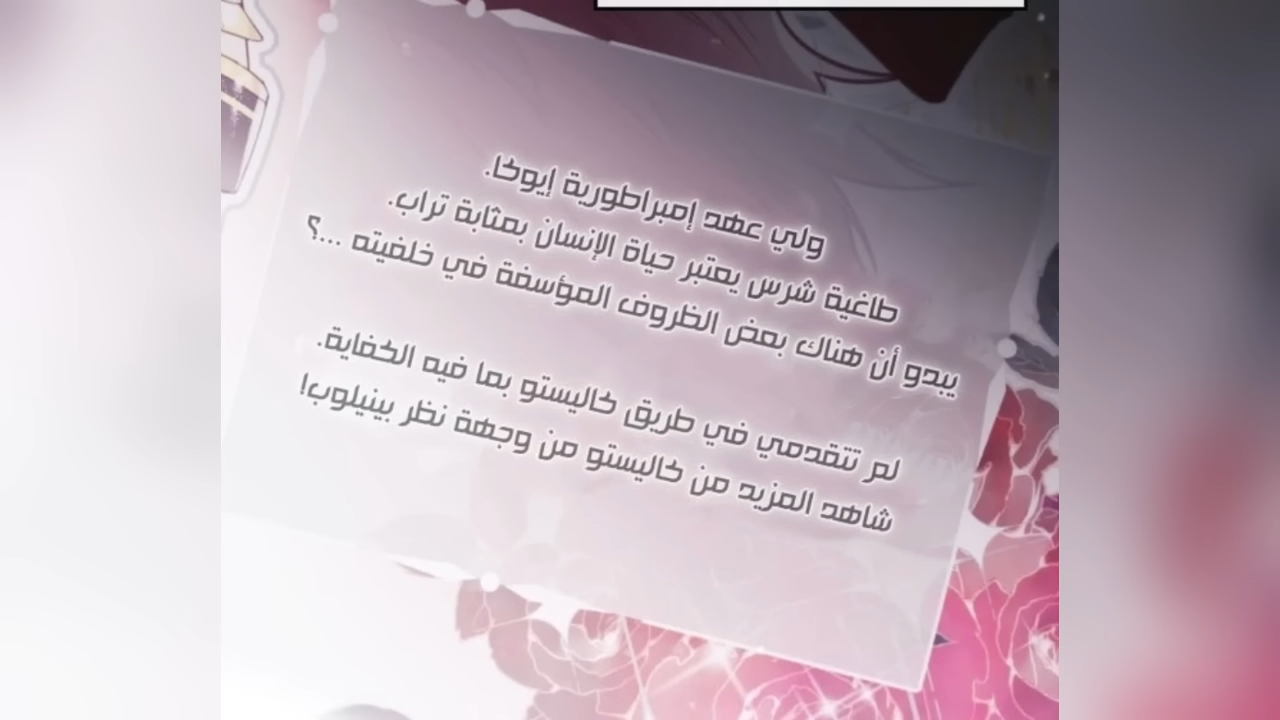 ولي عهد إمبراطورية إيوكا.
طاغية شرس يعتبر حياة الإنسان بمثابة تراب.
يبدو أن هناك بعض الظروف المؤسفة في خلفيته ...؟
لم تتقدمي في طريق كاليستو بما فيه الكفاية.
شاهد المزيد من كاليستو من وجهة نظر بينيلوب!